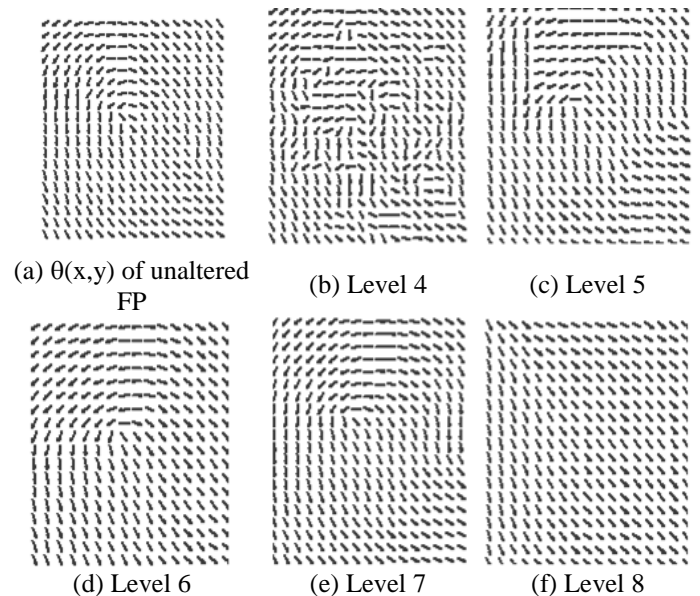 (a) θ(x,y) of unaltered
FP
(b) Level 4
(c) Level 5
(d) Level 6
(e) Level 7
(f) Level 8